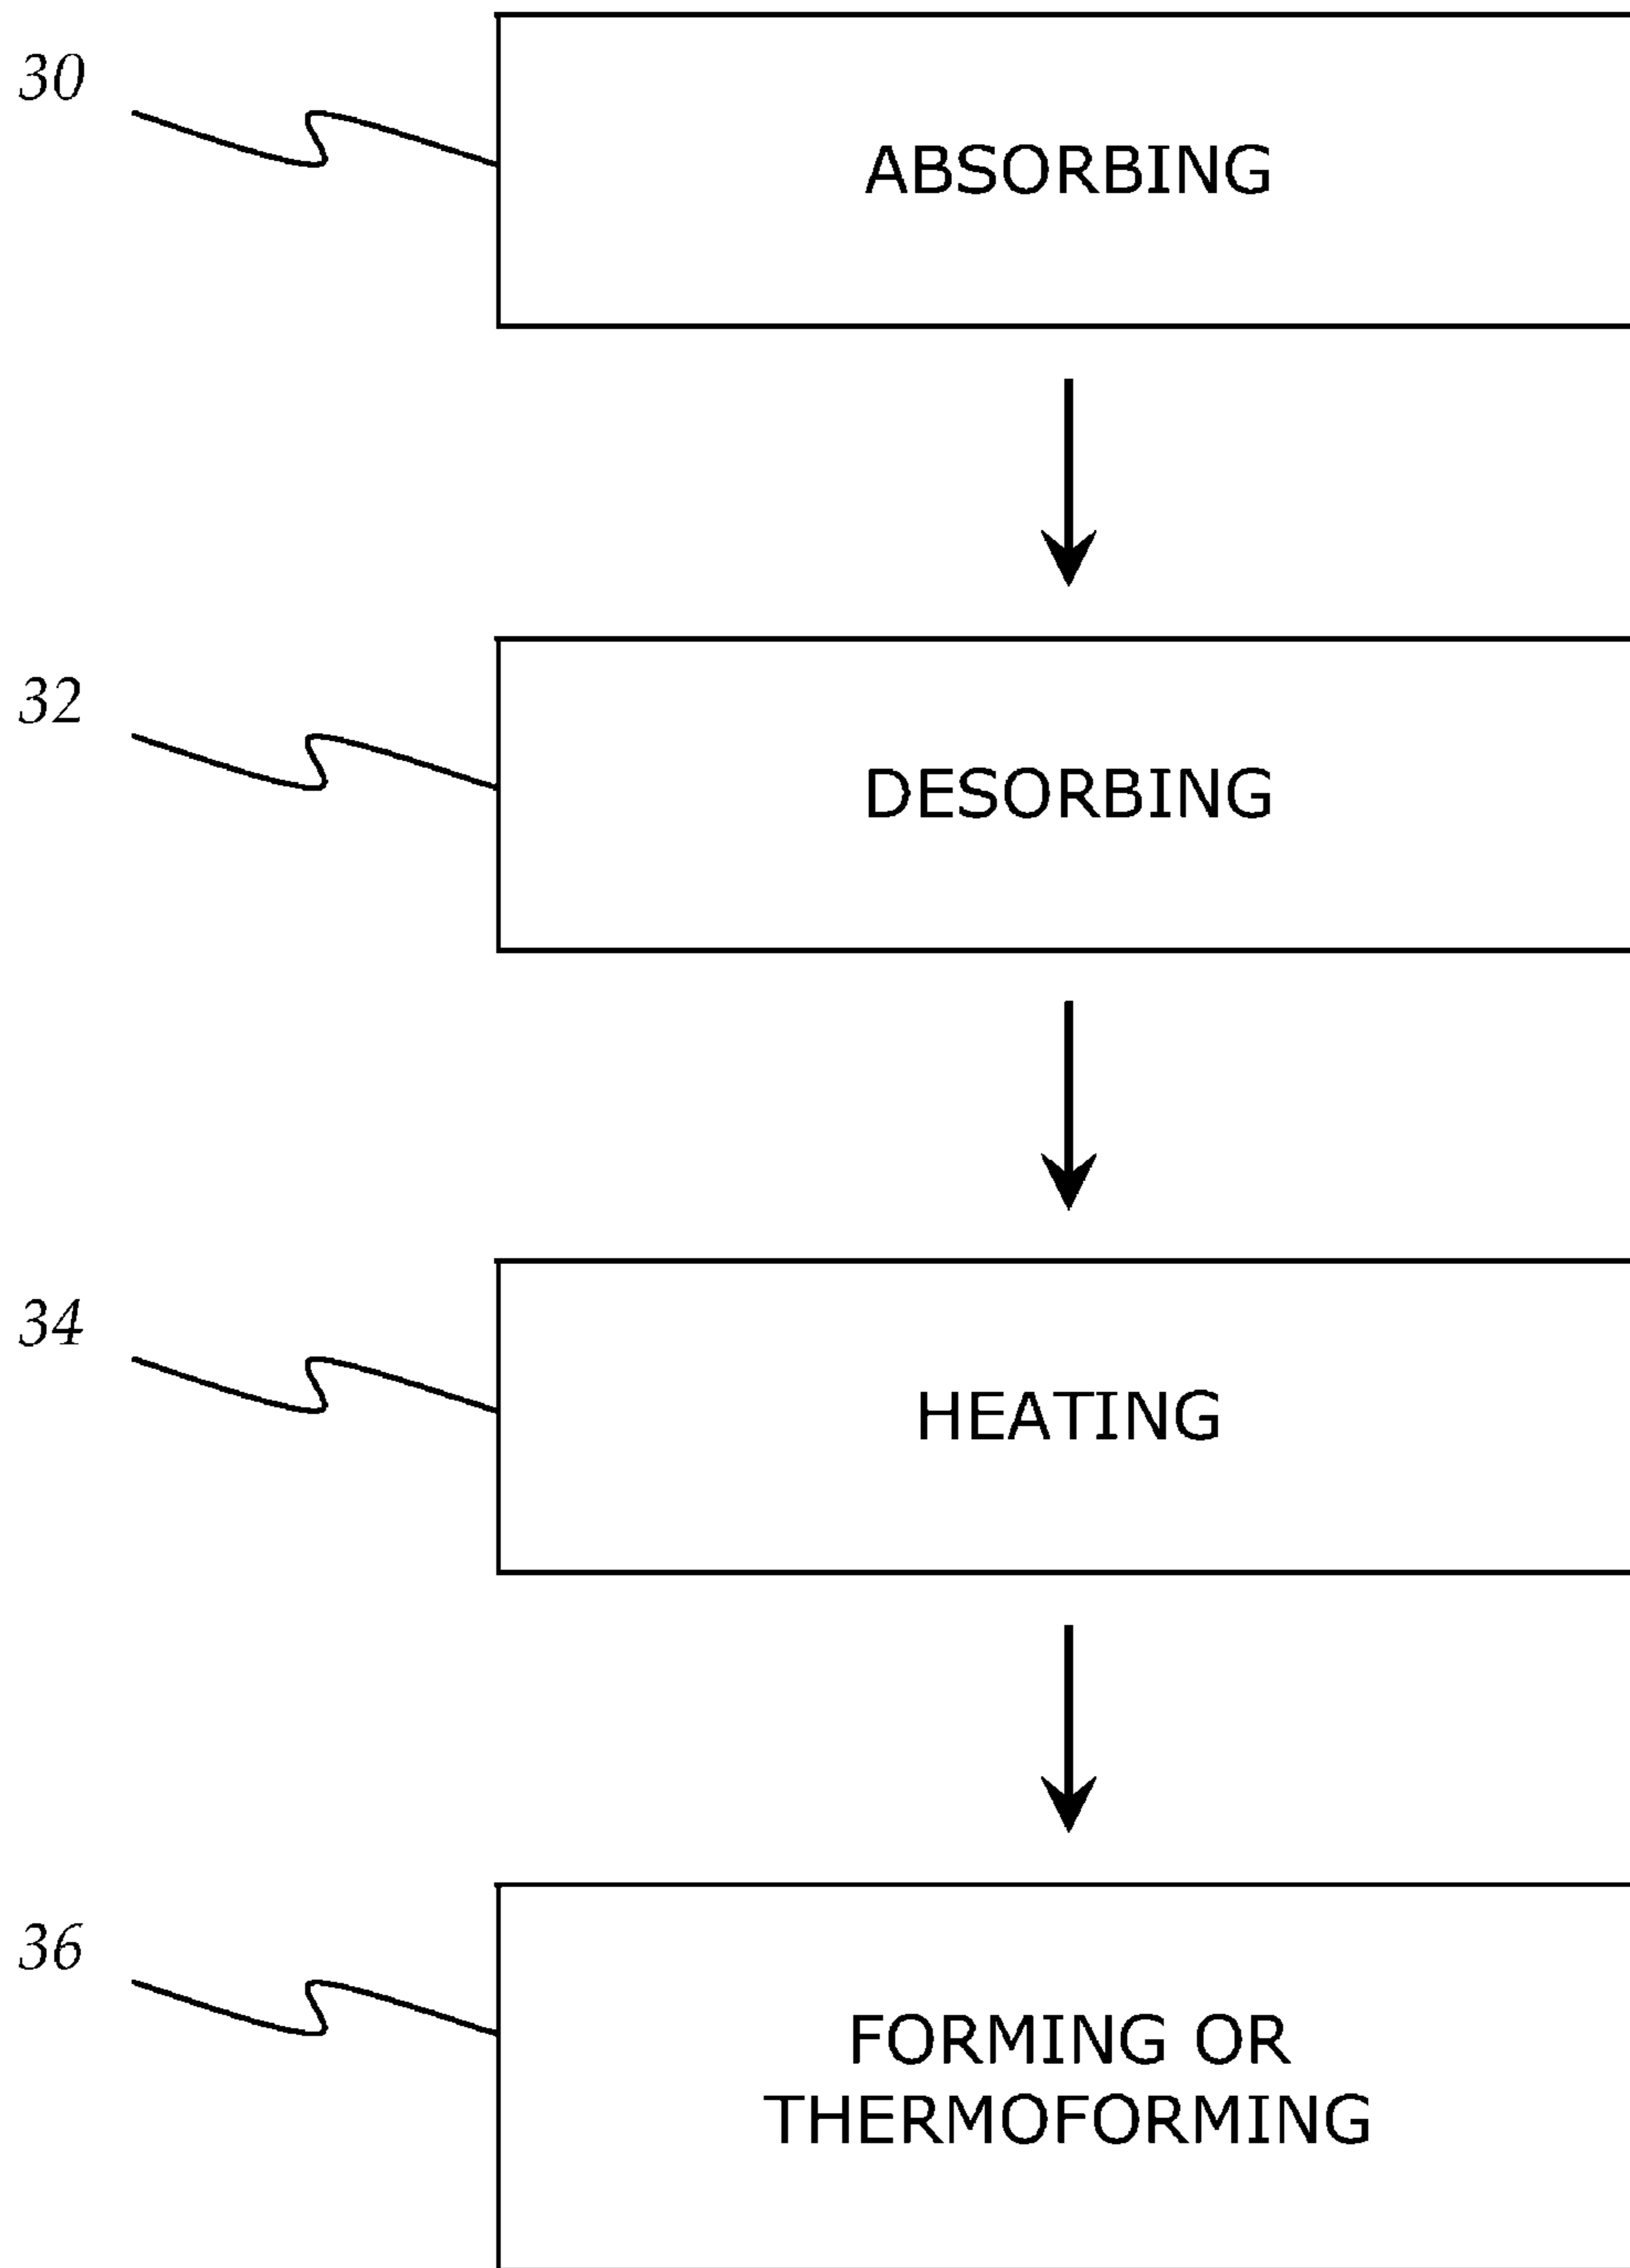 30
ABSORBING
32
DESORBING
34
HEATING
36
FORMING OR
THERMOFORMING